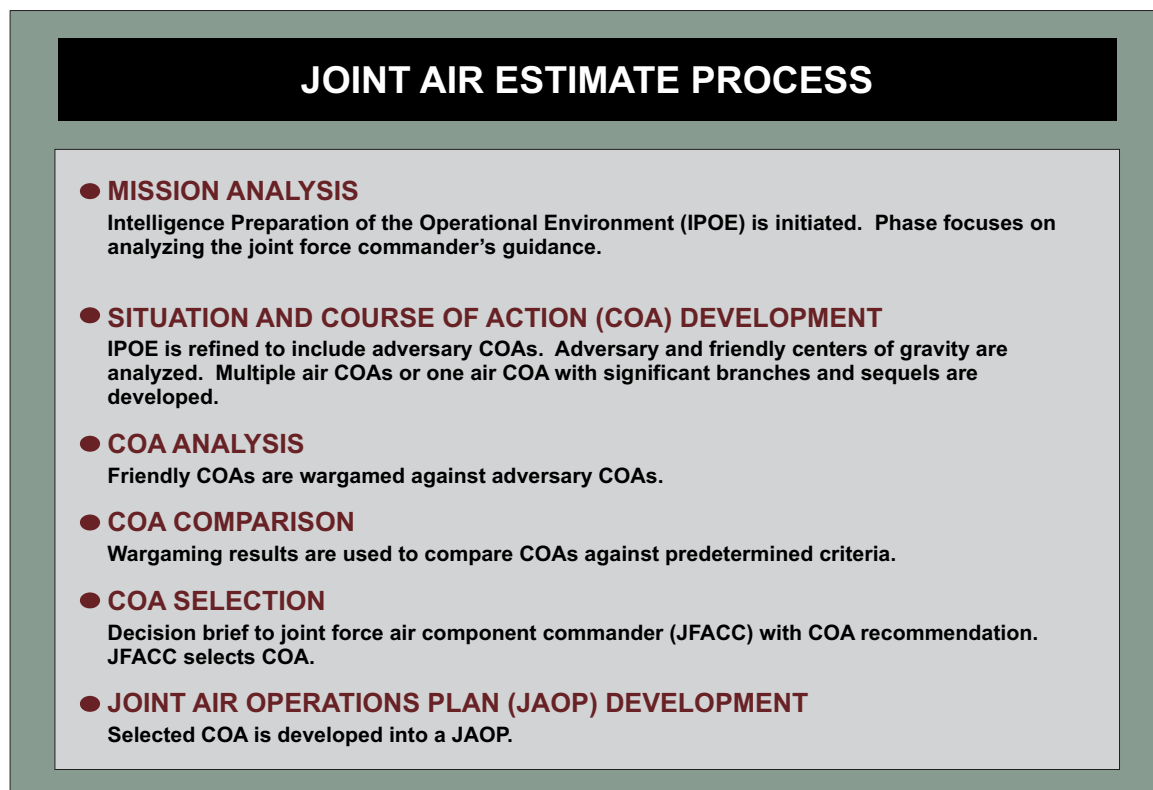 JOINT AIR ESTIMATE PROCESS
MISSION ANALYSIS
Intelligence Preparation of the Operational Environment (IPOE) is initiated.  Phase focuses on
analyzing the joint force commander’s guidance.
SITUATION AND COURSE OF ACTION (COA) DEVELOPMENT
IPOE is refined to include adversary COAs.  Adversary and friendly centers of gravity are
analyzed.  Multiple air COAs or one air COA with significant branches and sequels are
developed.
COA ANALYSIS
Friendly COAs are wargamed against adversary COAs.
COA COMPARISON
Wargaming results are used to compare COAs against predetermined criteria.
COA SELECTION
Decision brief to joint force air component commander (JFACC) with COA recommendation.
JFACC selects COA.
JOINT AIR OPERATIONS PLAN (JAOP) DEVELOPMENT
Selected COA is developed into a JAOP.